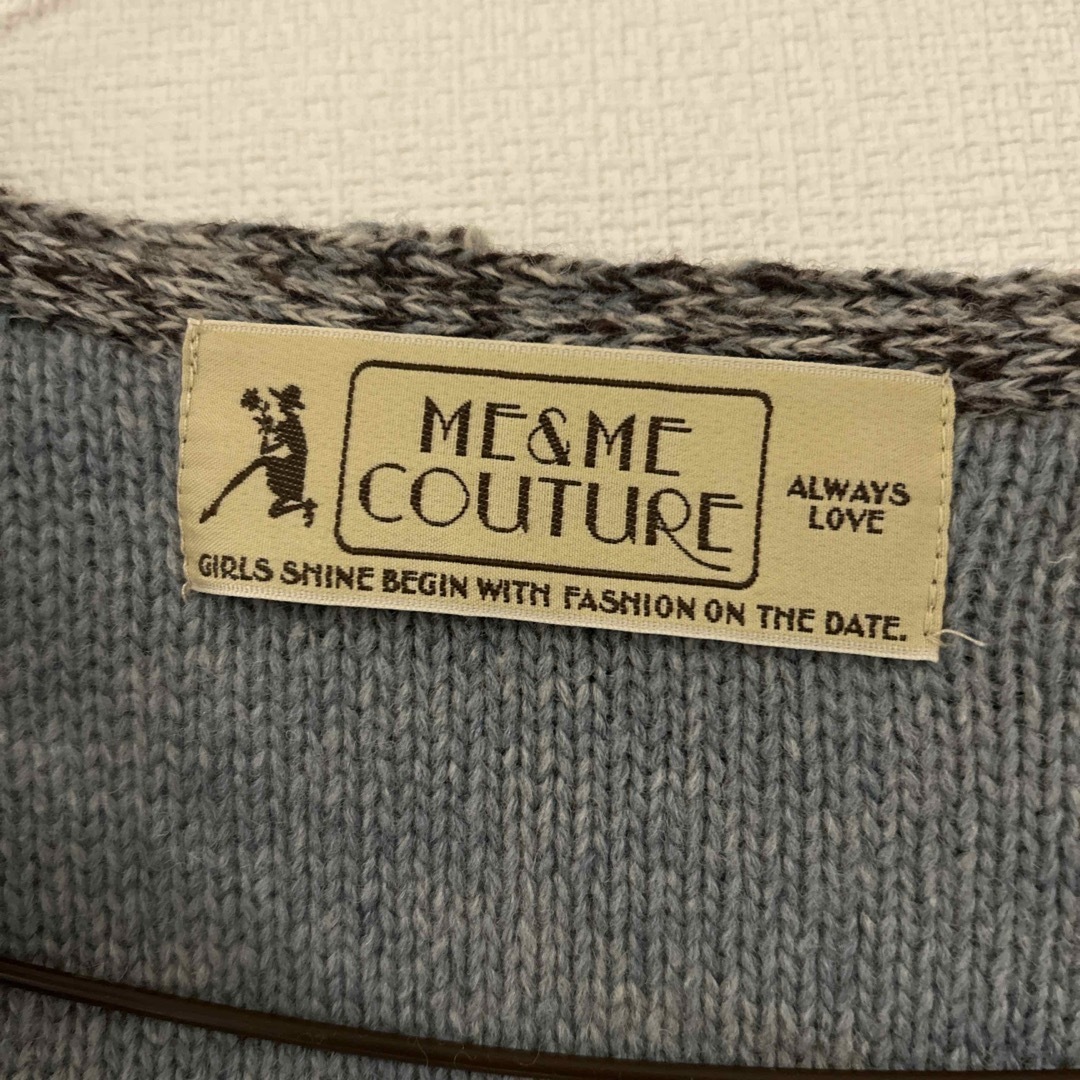 ME&ME
COUTURE
ALWAYS
LOVE
GIRLS SHINE BEGIN WITH FASHION ON THE DATE.